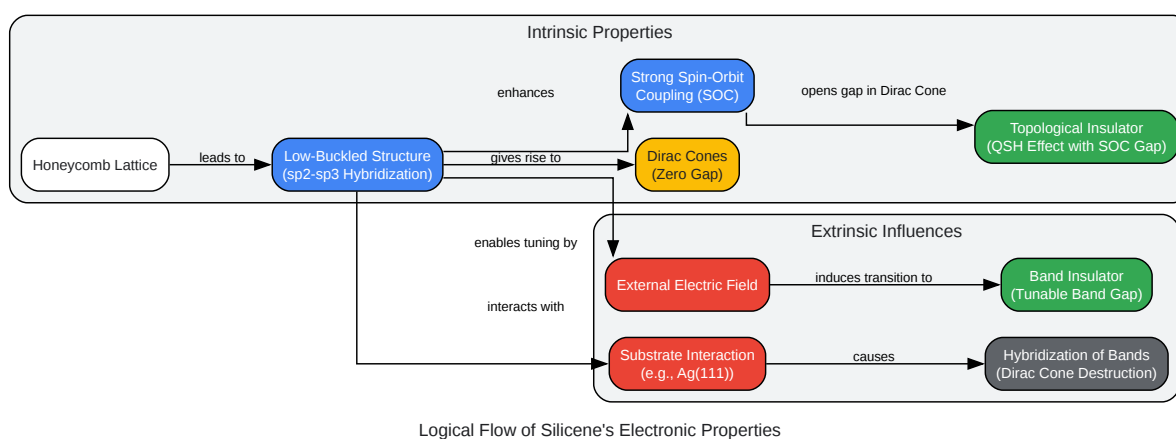 Intrinsic Properties
Honeycomb Lattice
leads to
Low-Buckled Structure
(sp2-sp3 Hybridization)
enhances
Strong Spin-Orbit
Coupling (SOC)
opens gap in Dirac Cone
Topological Insulator
(QSH Effect with SOC Gap)
gives rise to
Dirac Cones
(Zero Gap)
Extrinsic Influences
enables tuning by
External Electric Field
induces transition to
Band Insulator
(Tunable Band Gap)
interacts with
Substrate Interaction
(e.g., Ag(111))
causes
Hybridization of Bands
(Dirac Cone Destruction)
Logical Flow of Silicene's Electronic Properties